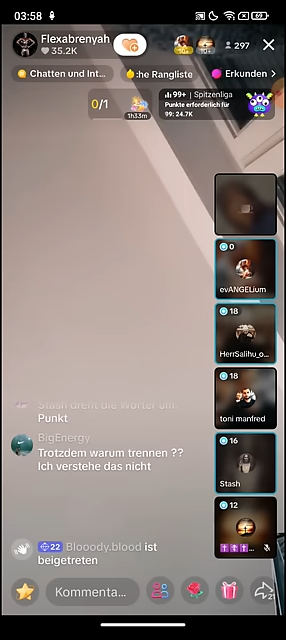 03:58
69
Flexabrenyah
35.2K
297
Chatten und Int...
:he Rangliste
Erkunden
0/1
1h33m
99+ | Spitzenliga
Punkte erforderlich für
99: 24.7K
0
evANGELium
18
HerrSalihu_o...
18
toni manfred
16
Stash
12
Stash dreht die Wörter um
Punkt
BigEnergy
Trotzdem warum trennen ??
Ich verstehe das nicht
22 Blooody.blood ist
beigetreten
Kommenta...